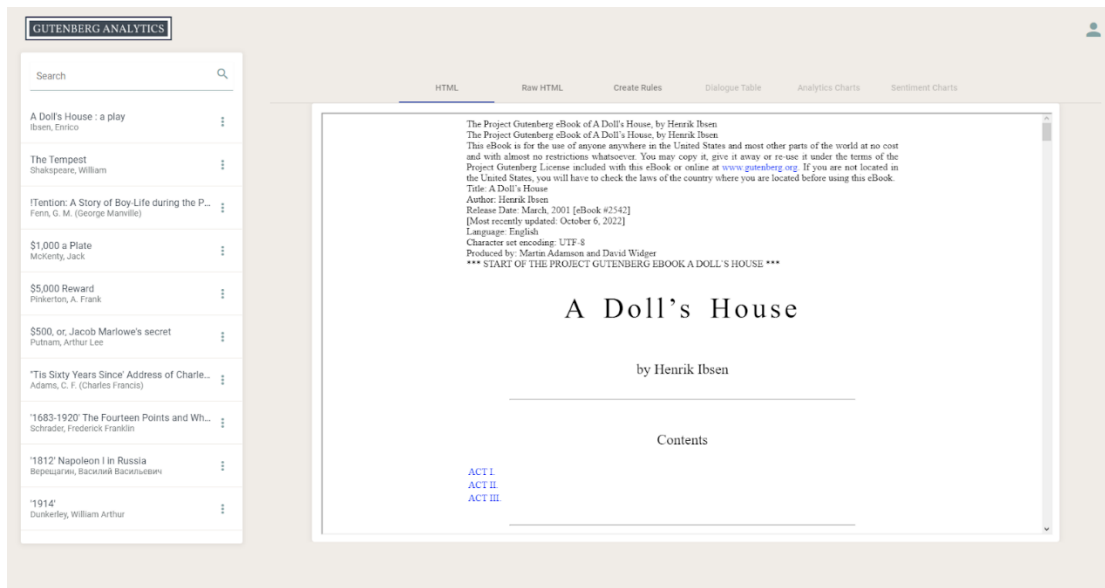 GUTENBERG ANALYTICS
Search
A Doll's House : a play
Ibsen, Enrico
The Tempest
Shakspeare, William
!Tention: A Story of Boy-Life during the P...
Fenn, G. M. (George Manville)
$1,000 a Plate
McKenty, Jack
$5,000 Reward
Pinkerton, A. Frank
$500, or, Jacob Marlowe's secret
Putnam, Arthur Lee
"Tis Sixty Years Since' Address of Charle...
Adams, C. F. (Charles Francis)
'1683-1920' The Fourteen Points and Wh...
Schrader, Frederick Franklin
'1812' Napoleon I in Russia
Верещагин, Василий Васильевич
'1914'
Dunkerley, William Arthur
HTML Raw HTML Create Rules Dialogue Table Analytics Charts Sentiment Charts
The Project Gutenberg eBook of A Doll's House, by Henrik Ibsen
The Project Gutenberg eBook of A Doll's House, by Henrik Ibsen
This eBook is for the use of anyone anywhere in the United States and most other parts of the world at no cost
and with almost no restrictions whatsoever. You may copy it, give it away or re-use it under the terms of the
Project Gutenberg License included with this eBook or online at www.gutenberg.org. If you are not located in
the United States, you will have to check the laws of the country where you are located before using this eBook.
Title: A Doll's House
Author: Henrik Ibsen
Release Date: March, 2001 [eBook #2542]
[Most recently updated: October 6, 2022]
Language: English
Character set encoding: UTF-8
Produced by: Martin Adamson and David Widger
*** START OF THE PROJECT GUTENBERG EBOOK A DOLL'S HOUSE ***
A Doll's House
by Henrik Ibsen
Contents
ACT I.
ACT II.
ACT III.